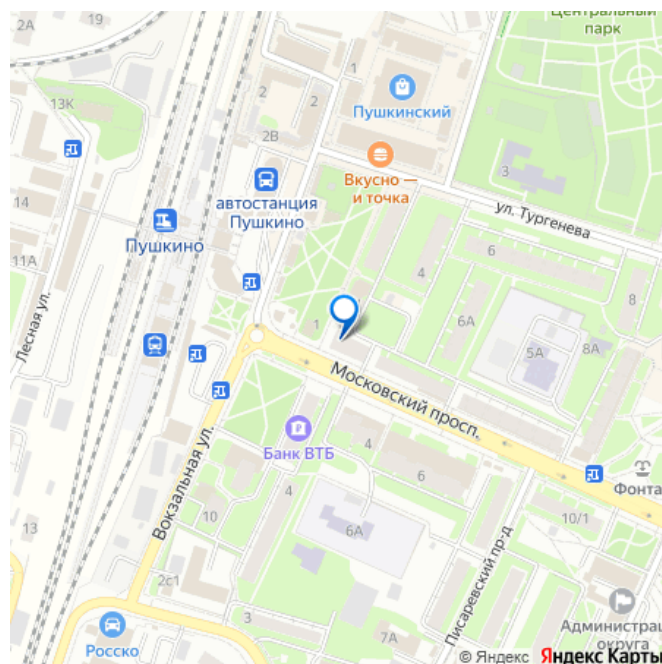 Центральный
парк
2А
19
1
2
2
Пушкинский
13К
2В
Вкусно —
и точка
3
14
автостанция
Пушкино
ул. Тургенева
Пушкино
11А
4
6
8
Лесная ул.
1
6А
5А
8А
Московский просп.
Банк ВТБ
4
6
Фонта
Вокзальная ул.
4
10
10/1
13
6А
Писаревский пр-д
2с1
3
7А
Администрац
округа
Росско
© Яндекс Яндекс Карты